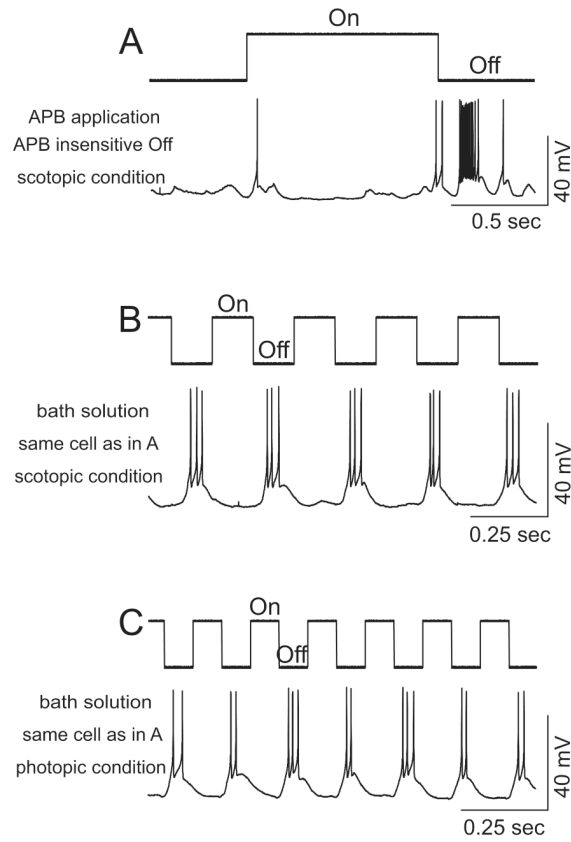 A
On
Off
APB application
APB insensitive Off
scotopic condition
40 mV
0.5 sec
B
On
Off
bath solution
same cell as in A
scotopic condition
40 mV
0.25 sec
C
On
Off
bath solution
same cell as in A
photopic condition
40 mV
0.25 sec